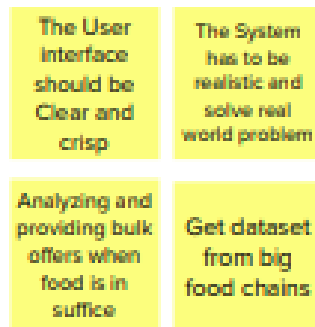 The User
interface
should be
Clear and
crisp
The System
has to be
realistic and
solve real
world problem
Analyzing and
providing bulk
offers when
food is in
suffice
Get dataset
from big
food chains